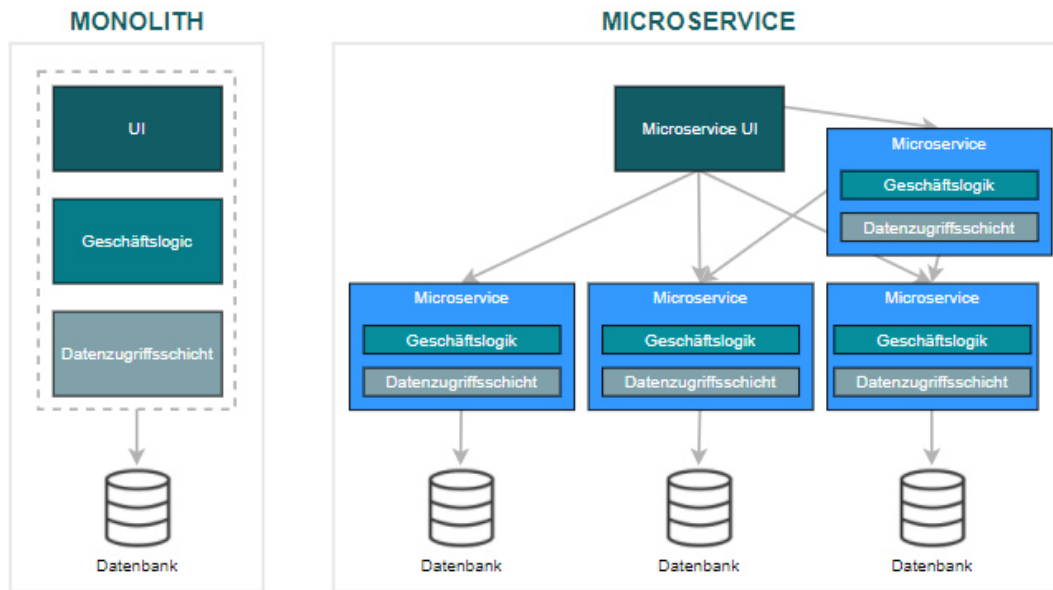 MONOLITH
UI
Geschäftslogic
Datenzugriffsschicht
Datenbank
MICROSERVICE
Microservice UI
Microservice
Geschäftslogik
Datenzugriffsschicht
Microservice
Geschäftslogik
Datenzugriffsschicht
Datenbank
Microservice
Geschäftslogik
Datenzugriffsschicht
Datenbank
Microservice
Geschäftslogik
Datenzugriffsschicht
Datenbank